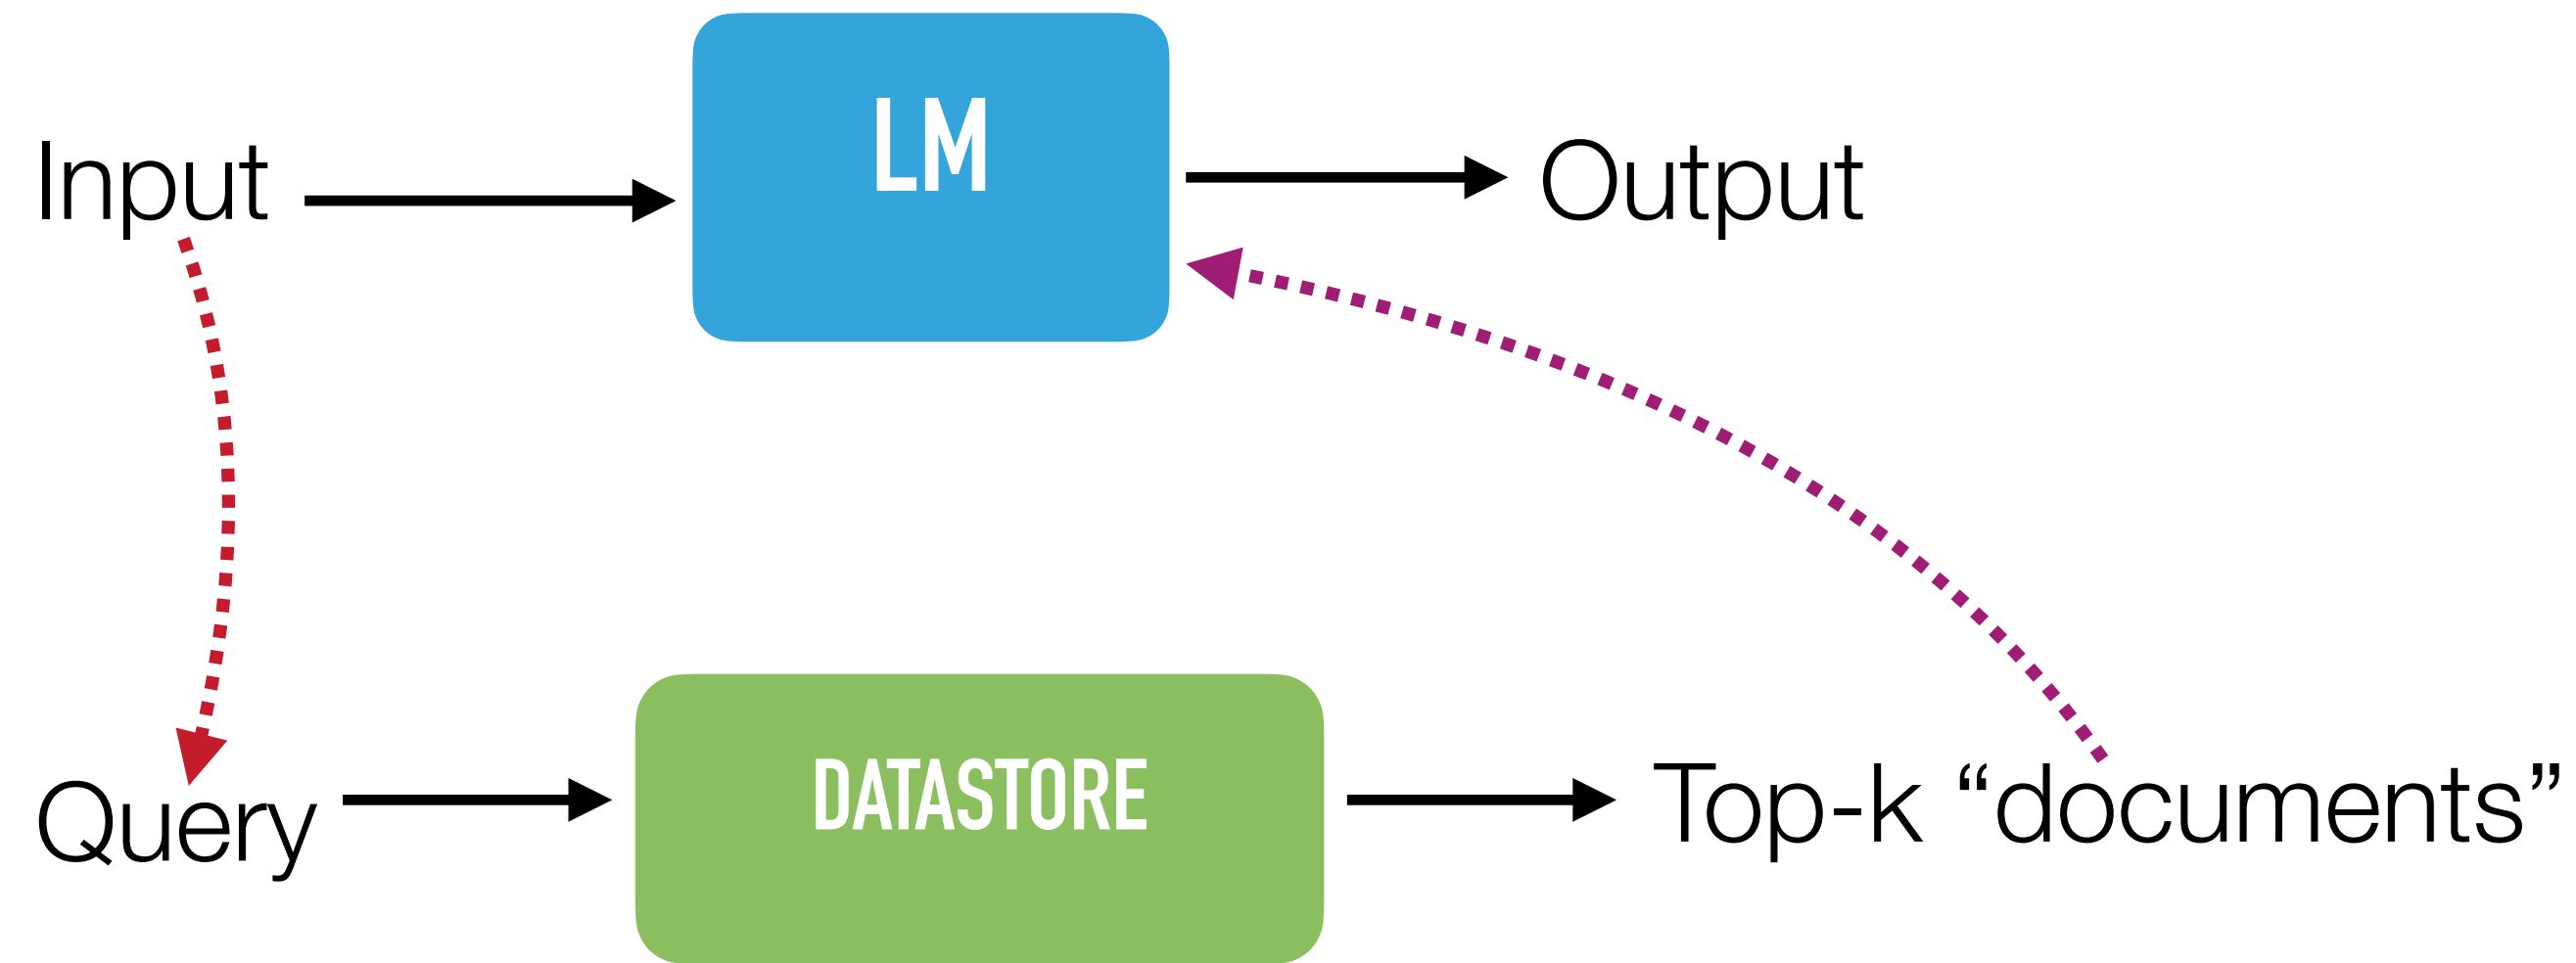 Input
LM
Output
Query
DATASTORE
Top-k “documents”